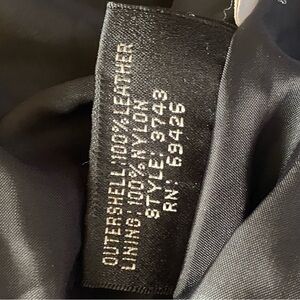 OUTERSHELL:100% LEATHER
LINING:100% NYLON
STYLE: 3743
RN: 69426